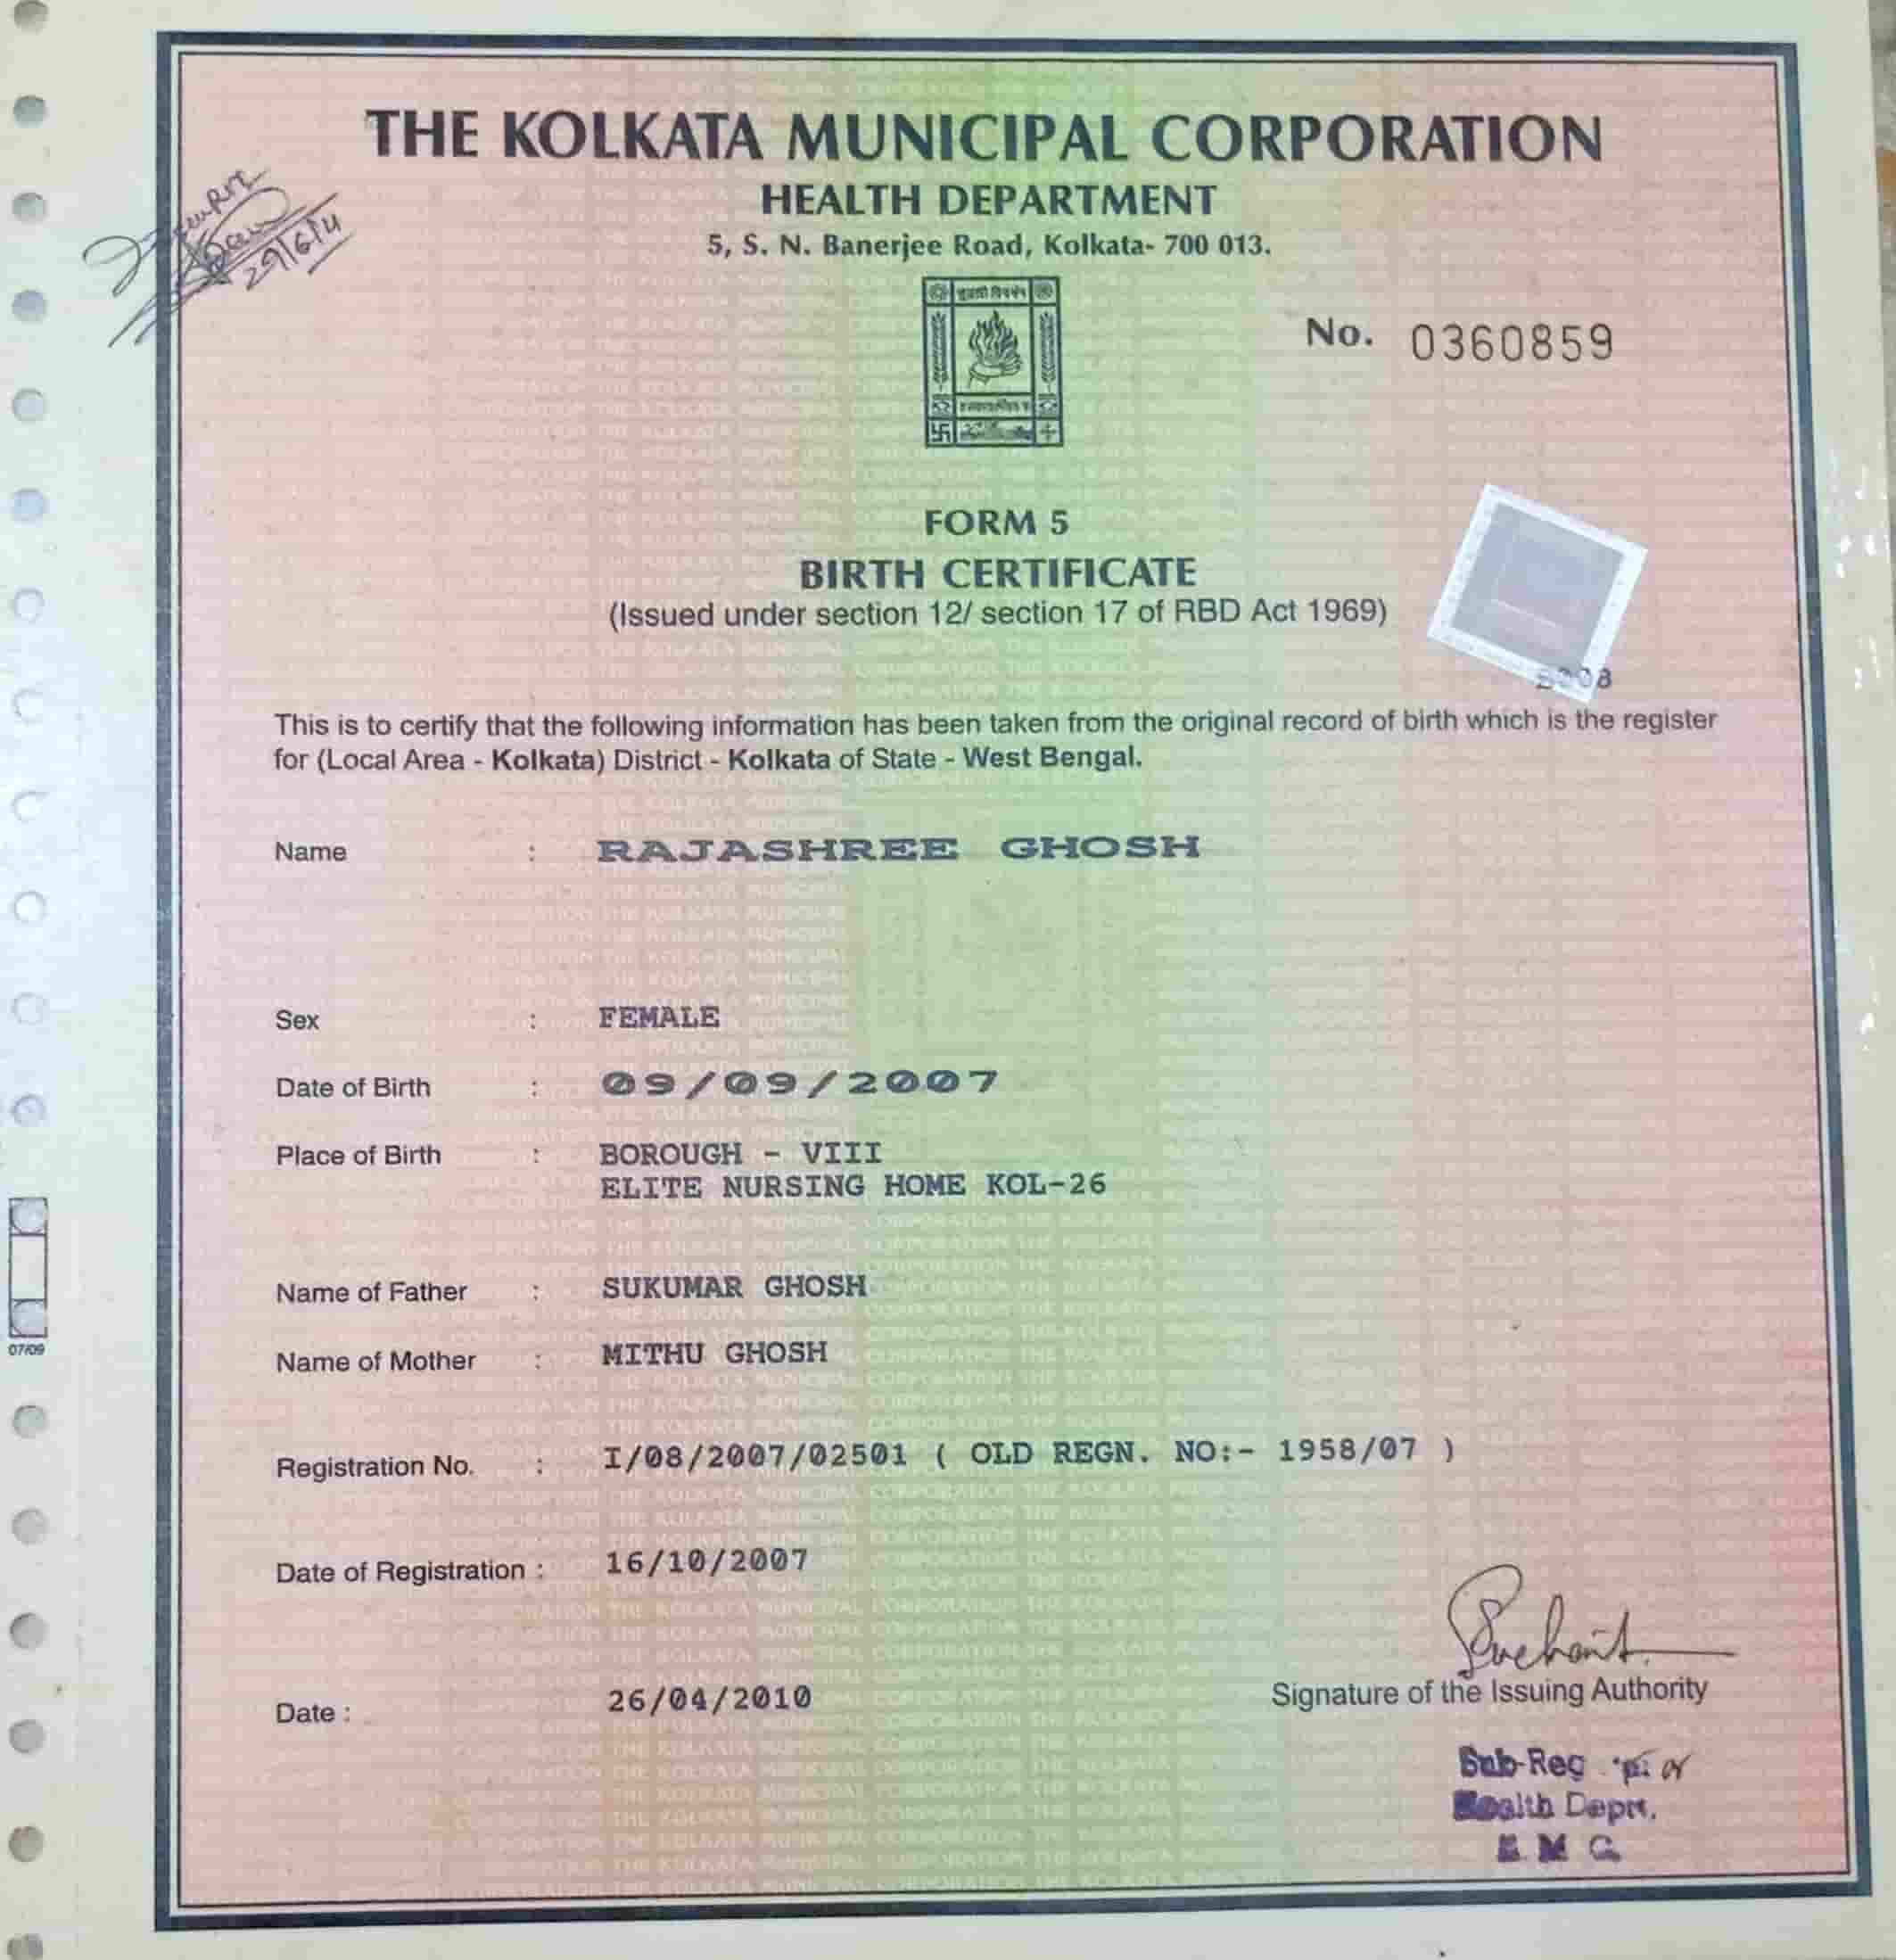 THE KOLKATA MUNICIPAL CORPORATION
HEALTH DEPARTMENT
5, S. N. Banerjee Road, Kolkata- 700 013.
29/6/4
No. 0360859
FORM 5
BIRTH CERTIFICATE
(Issued under section 12/ section 17 of RBD Act 1969)
This is to certify that the following information has been taken from the original record of birth which is the register
for (Local Area - Kolkata) District - Kolkata of State - West Bengal.
Name : RAJASHREE GHOSH
Sex : FEMALE
Date of Birth : 09/09/2007
Place of Birth : BOROUGH - VIII
ELITE NURSING HOME KOL-26
Name of Father : SUKUMAR GHOSH
07/09
Name of Mother : MITHU GHOSH
Registration No. : I/08/2007/02501 ( OLD REGN. NO:- 1958/07 )
Date of Registration : 16/10/2007
Date : 26/04/2010
Signature of the Issuing Authority
Sub-Reg
Health Deptt.